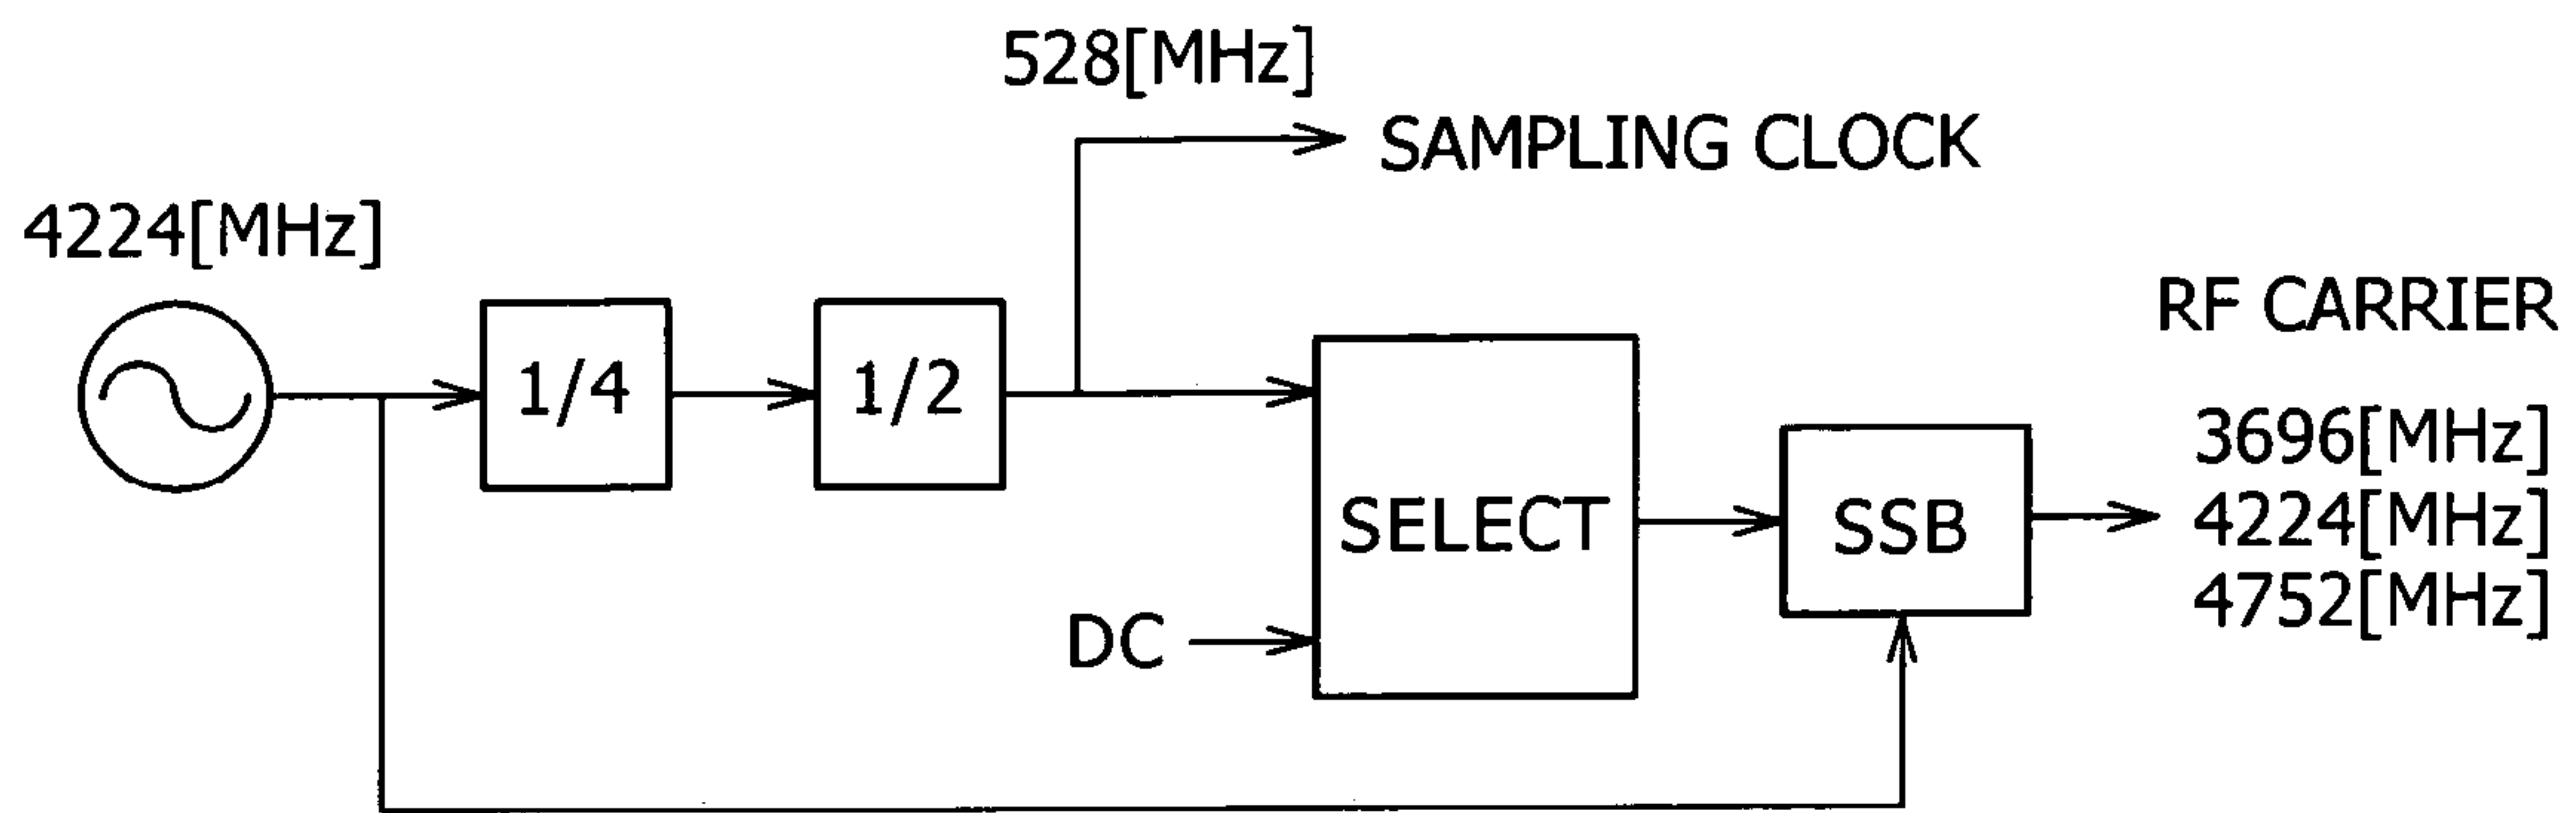 528[MHz]
SAMPLING CLOCK
4224[MHz]
RF CARRIER
1/4
1/2
3696[MHz]
SELECT
SSB
4224[MHz]
4752[MHz]
DC